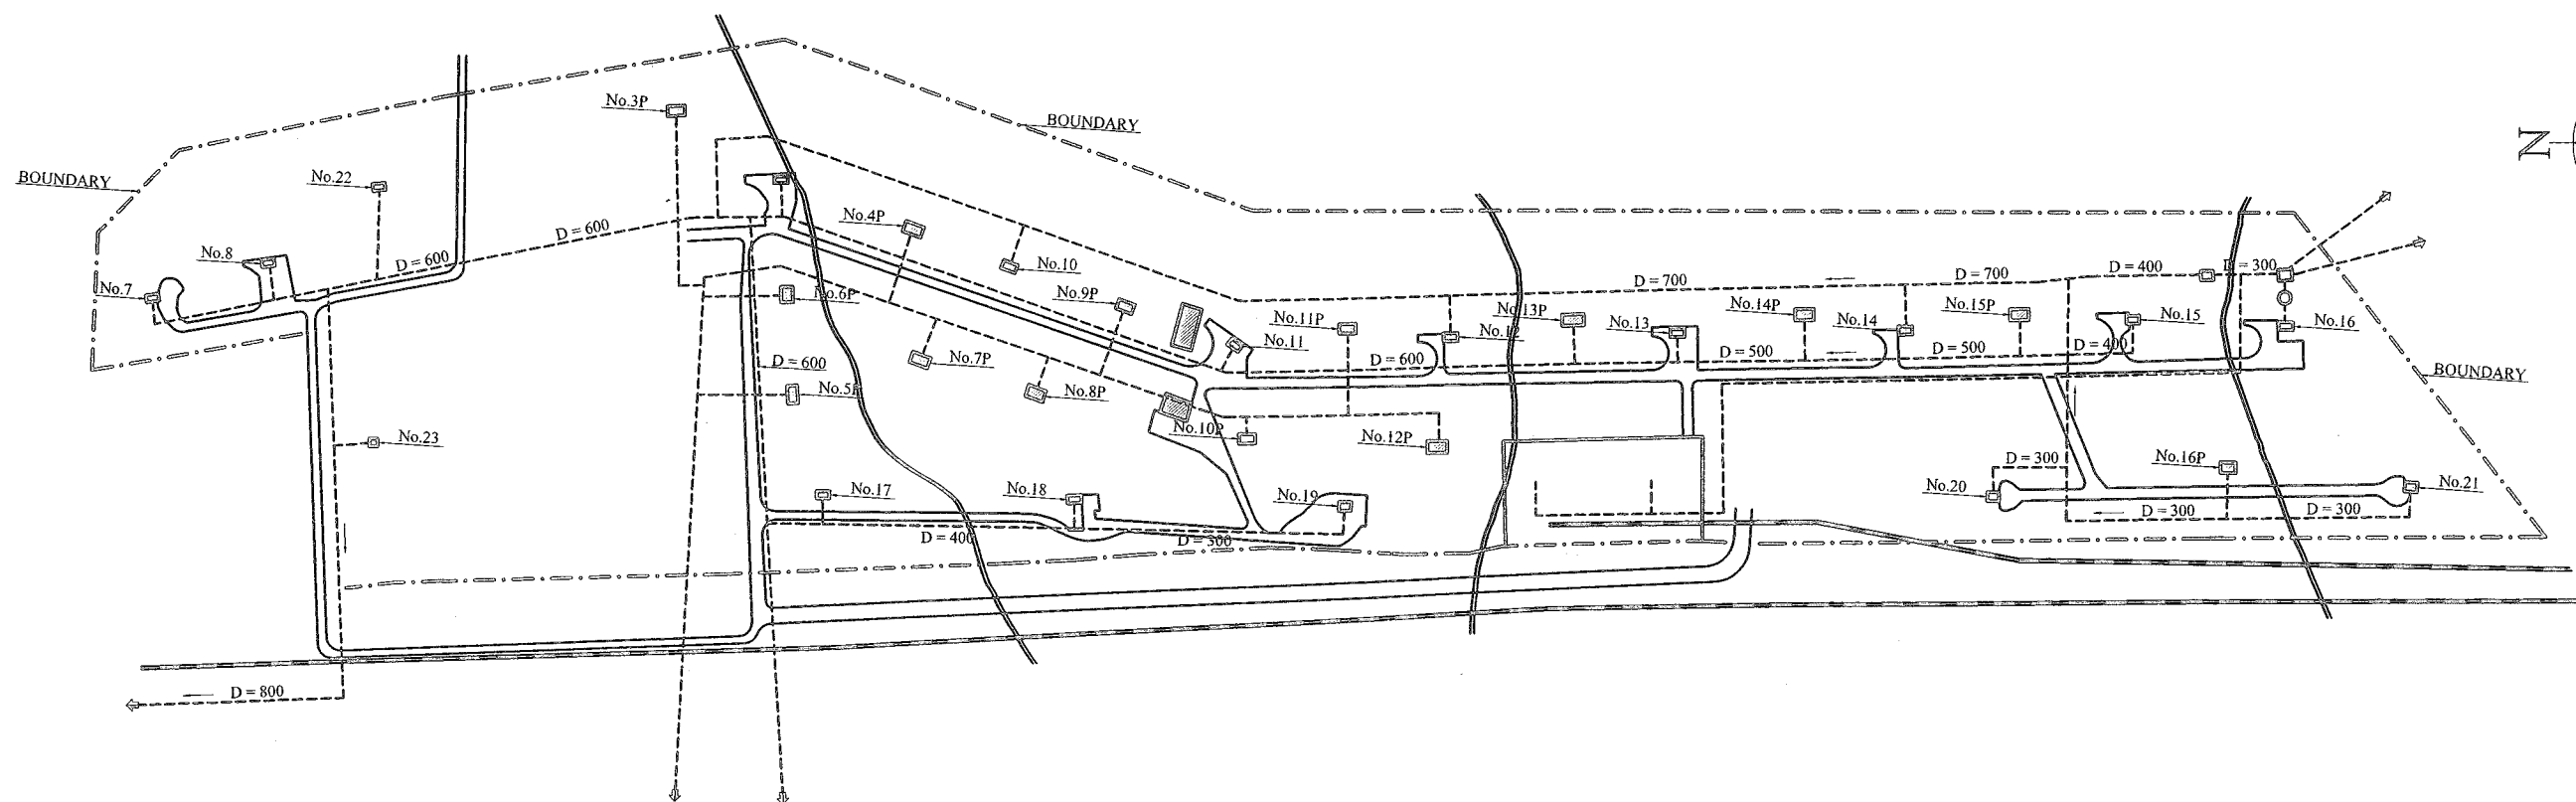 No.3P
BOUNDARY
BOUNDARY
No.22
N
No.4P
No.8
D = 600
D = 600
No.10
No.7
No.6P
No.9P
D = 700
D = 700
D = 400
D = 300
No.11P
No.13P
No.14P
No.15P
No.11
No.12
No.13
No.14
No.15
No.16
D = 600
No.7P
D = 600
D = 500
D = 500
D = 400
No.5P
No.8P
BOUNDARY
No.23
No.10P
No.12P
D = 300
No.16P
No.17
No.18
No.19
No.20
No.21
D = 400
D = 300
D = 300
D = 300
D = 800